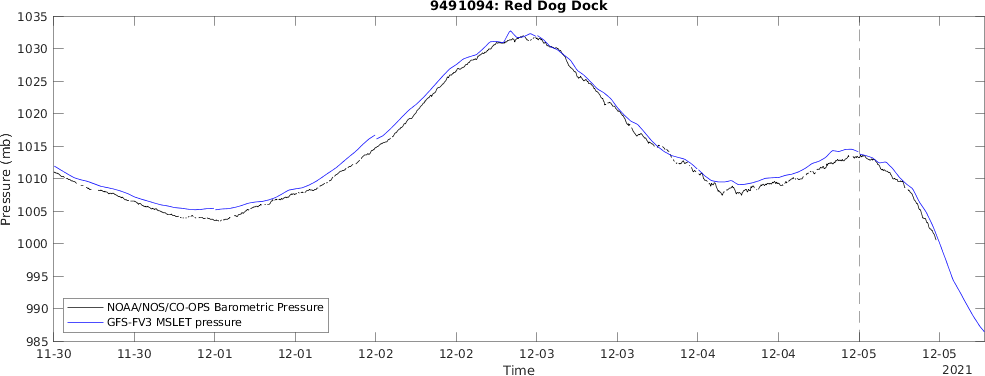 9491094: Red Dog Dock
Pressure (mb)
1035
1030
1025
1020
1015
1010
1005
1000
995
990
985
NOAA/NOS/CO-OPS Barometric Pressure
GFS-FV3 MSLET pressure
11-30 11-30 12-01 12-01 12-02 12-02 12-03 12-03 12-04 12-04 12-05 12-05
Time
2021